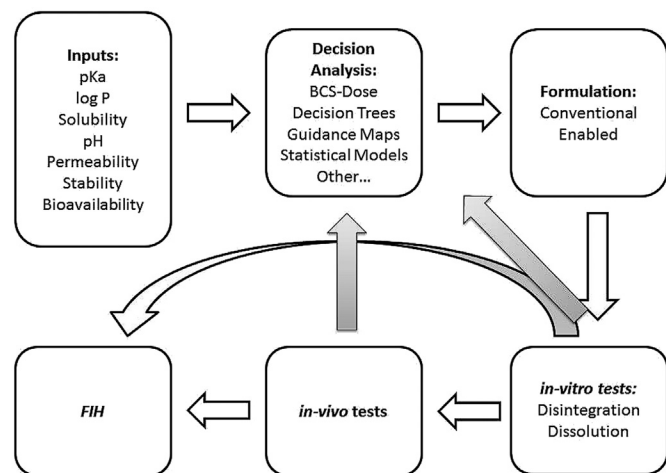 Inputs:
pKa
log P
Solubility
pH
Permeability
Stability
Bioavailability
Decision
Analysis:
BCS-Dose
Decision Trees
Guidance Maps
Statistical Models
Other...
Formulation:
Conventional
Enabled
FIH
in-vivo tests
in-vitro tests:
Disintegration
Dissolution